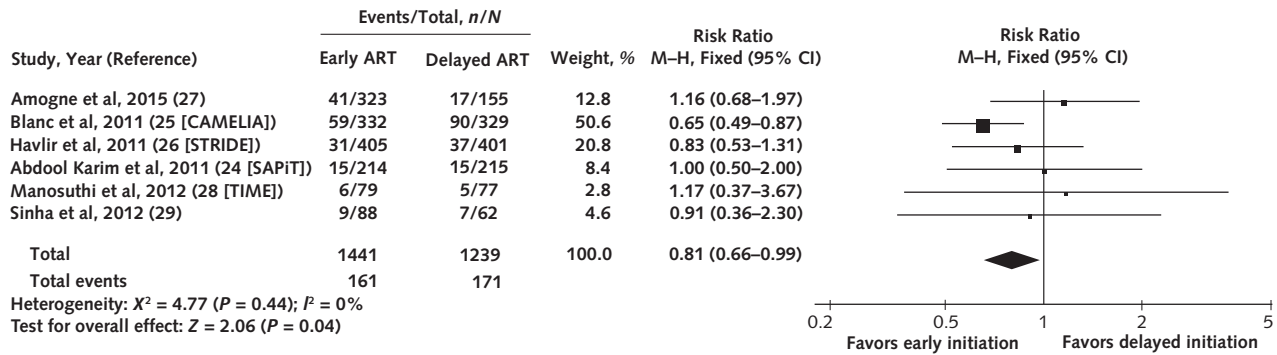 Events/Total, n/N
Risk Ratio
Risk Ratio
Study, Year (Reference) Early ART Delayed ART Weight, % M–H, Fixed (95% CI) M–H, Fixed (95% CI)
Amogne et al, 2015 (27) 41/323 17/155 12.8 1.16 (0.68–1.97)
Blanc et al, 2011 (25 [CAMELIA]) 59/332 90/329 50.6 0.65 (0.49–0.87)
Havlir et al, 2011 (26 [STRIDE]) 31/405 37/401 20.8 0.83 (0.53–1.31)
Abdool Karim et al, 2011 (24 [SAPiT]) 15/214 15/215 8.4 1.00 (0.50–2.00)
Manosuthi et al, 2012 (28 [TIME]) 6/79 5/77 2.8 1.17 (0.37–3.67)
Sinha et al, 2012 (29) 9/88 7/62 4.6 0.91 (0.36–2.30)
Total 1441 1239 100.0 0.81 (0.66–0.99)
Total events 161 171
Heterogeneity: X² = 4.77 (P = 0.44); I² = 0%
Test for overall effect: Z = 2.06 (P = 0.04)
0.2 0.5 1 2 5
Favors early initiation Favors delayed initiation